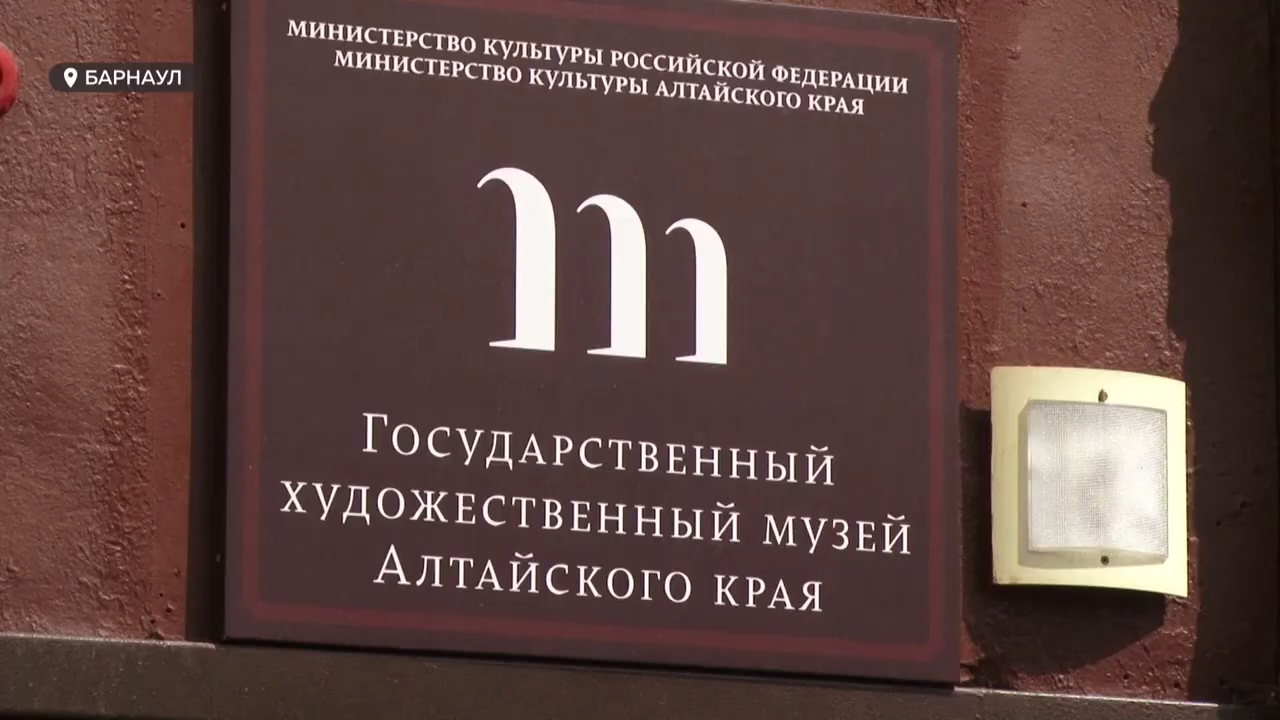 МИНИСТЕРСТВО КУЛЬТУРЫ РОССИЙСКОЙ ФЕДЕРАЦИИ
МИНИСТЕРСТВО КУЛЬТУРЫ АЛТАЙСКОГО КРАЯ
БАРНАУЛ
m
ГОСУДАРСТВЕННЫЙ
ХУДОЖЕСТВЕННЫЙ МУЗЕЙ
АЛТАЙСКОГО КРАЯ